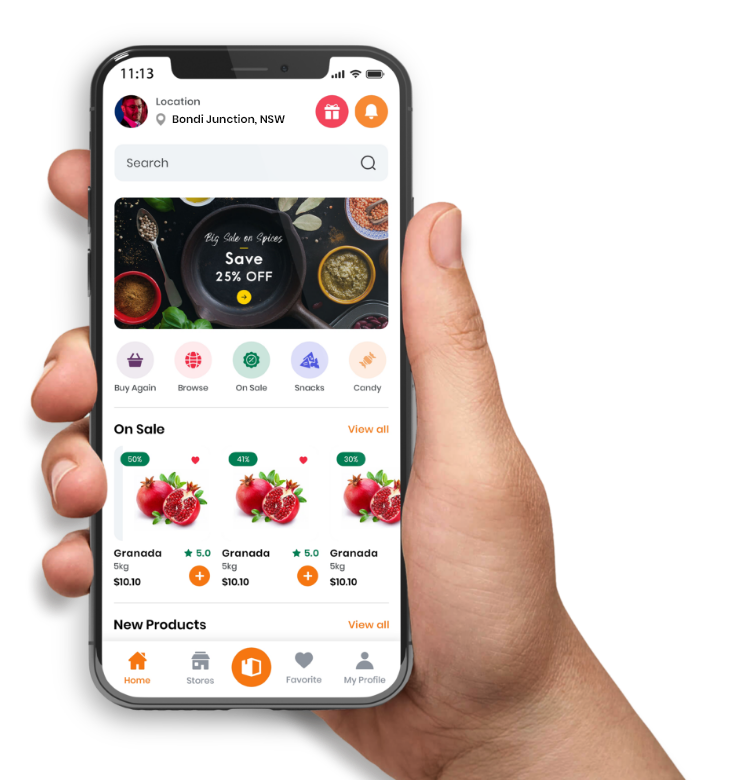 11:13
Location
Bondi Junction, NSW
Search
Big Sale on Spices
Save
25% OFF
Buy Again
Browse
On Sale
Snacks
Candy
On Sale
View all
50%
41%
30%
Granada
5.0
Granada
5.0
Granada
5kg
5kg
5kg
$10.10
$10.10
$10.10
New Products
View all
Home
Stores
Favorite
My Profile